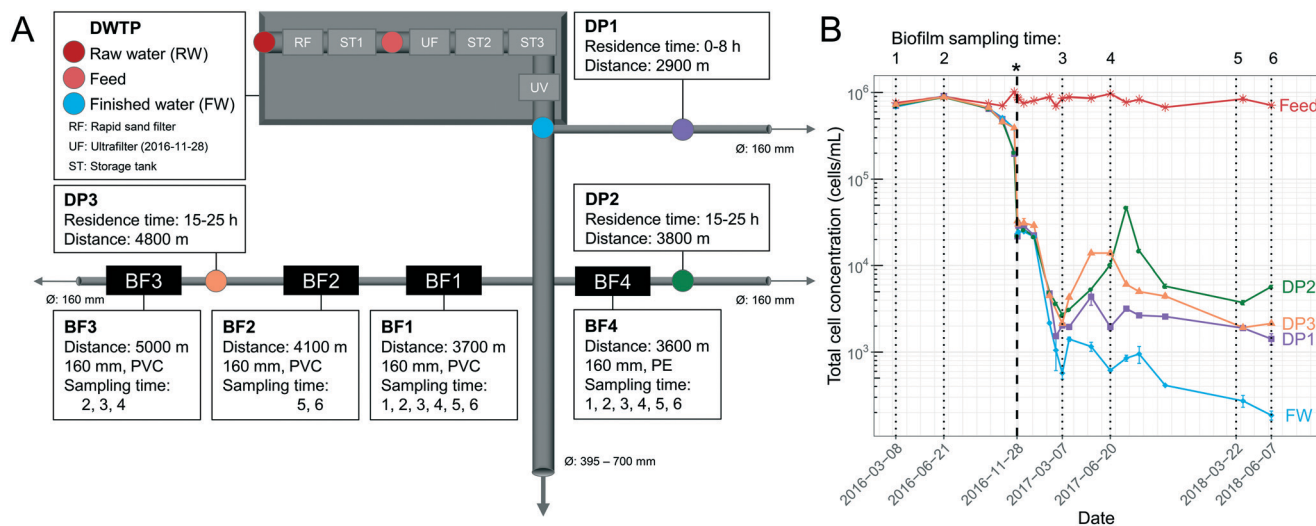 A
DWTP
Raw water (RW)
Feed
Finished water (FW)
RF: Rapid sand filter
UF: Ultrafilter (2016-11-28)
ST: Storage tank
RF
ST1
UF
ST2
ST3
UV
DP1
Residence time: 0-8 h
Distance: 2900 m
Ø: 160 mm
DP3
Residence time: 15-25 h
Distance: 4800 m
DP2
Residence time: 15-25 h
Distance: 3800 m
BF3
BF2
BF1
BF4
Ø: 160 mm
Ø: 160 mm
BF3
Distance: 5000 m
160 mm, PVC
Sampling time:
2, 3, 4
BF2
Distance: 4100 m
160 mm, PVC
Sampling time:
5, 6
BF1
Distance: 3700 m
160 mm, PVC
Sampling time:
1, 2, 3, 4, 5, 6
BF4
Distance: 3600 m
160 mm, PE
Sampling time:
1, 2, 3, 4, 5, 6
Ø: 395 – 700 mm
B
Biofilm sampling time:
1 2 * 3 4 5 6
Total cell concentration (cells/mL)
10⁶
10⁵
10⁴
10³
Feed
DP2
DP3
DP1
FW
2016–03–08
2016–06–21
2016–11–28
2017–03–07
2017–06–20
2018–03–22
2018–06–07
Date